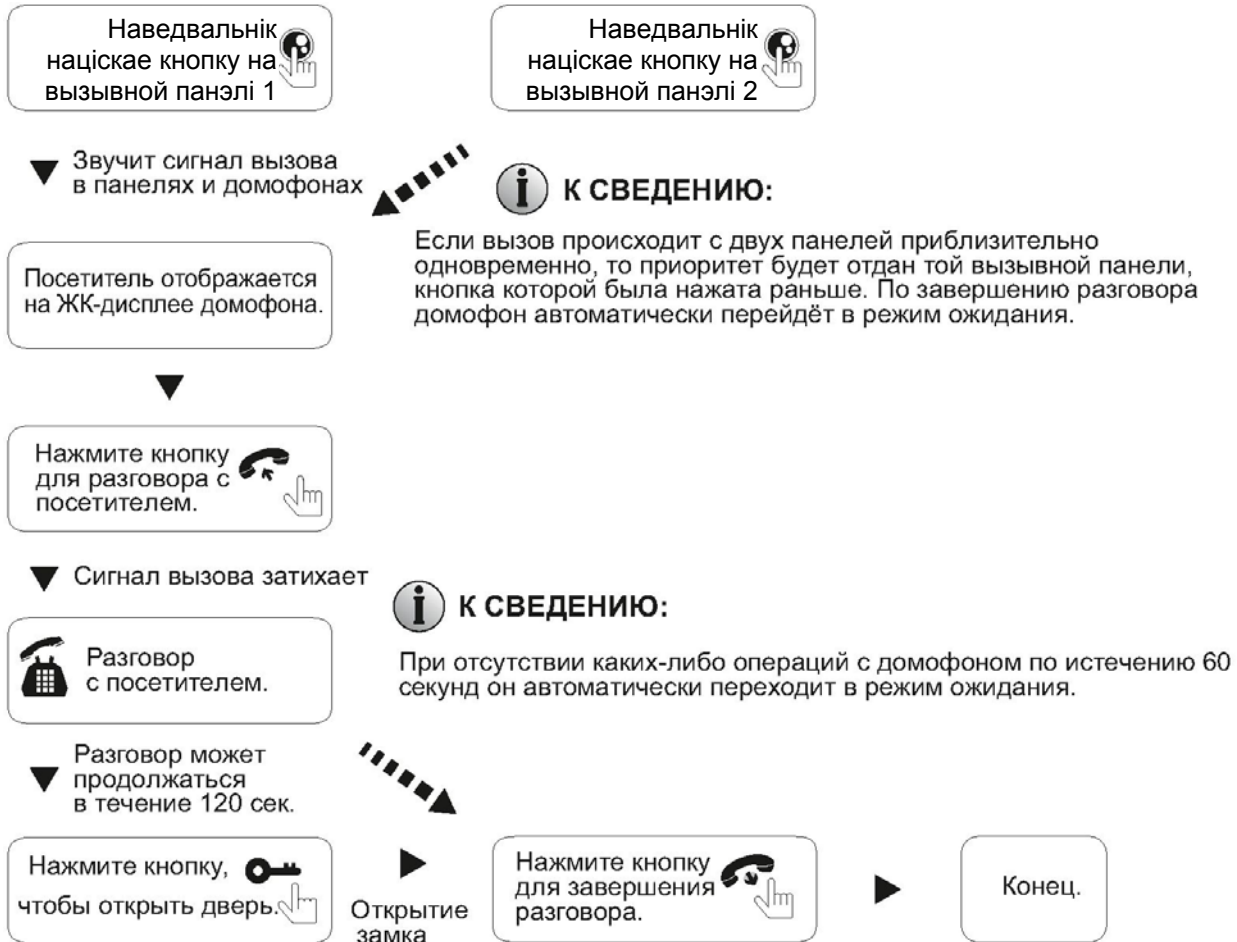 Наведвальнік
націскае кнопку на
вызывной панэлі 1
Наведвальнік
націскае кнопку на
вызывной панэлі 2
Звучит сигнал вызова
в панелях и домофонах
К СВЕДЕНИЮ:
Если вызов происходит с двух панелей приблизительно
одновременно, то приоритет будет отдан той вызывной панели,
кнопка которой была нажата раньше. По завершению разговора
домофон автоматически перейдёт в режим ожидания.
Посетитель отображается
на ЖК-дисплее домофона.
Нажмите кнопку
для разговора с
посетителем.
Сигнал вызова затихает
К СВЕДЕНИЮ:
При отсутствии каких-либо операций с домофоном по истечению 60
секунд он автоматически переходит в режим ожидания.
Разговор
с посетителем.
Разговор может
продолжаться
в течение 120 сек.
Нажмите кнопку,
чтобы открыть дверь.
Открытие
замка
Нажмите кнопку
для завершения
разговора.
Конец.